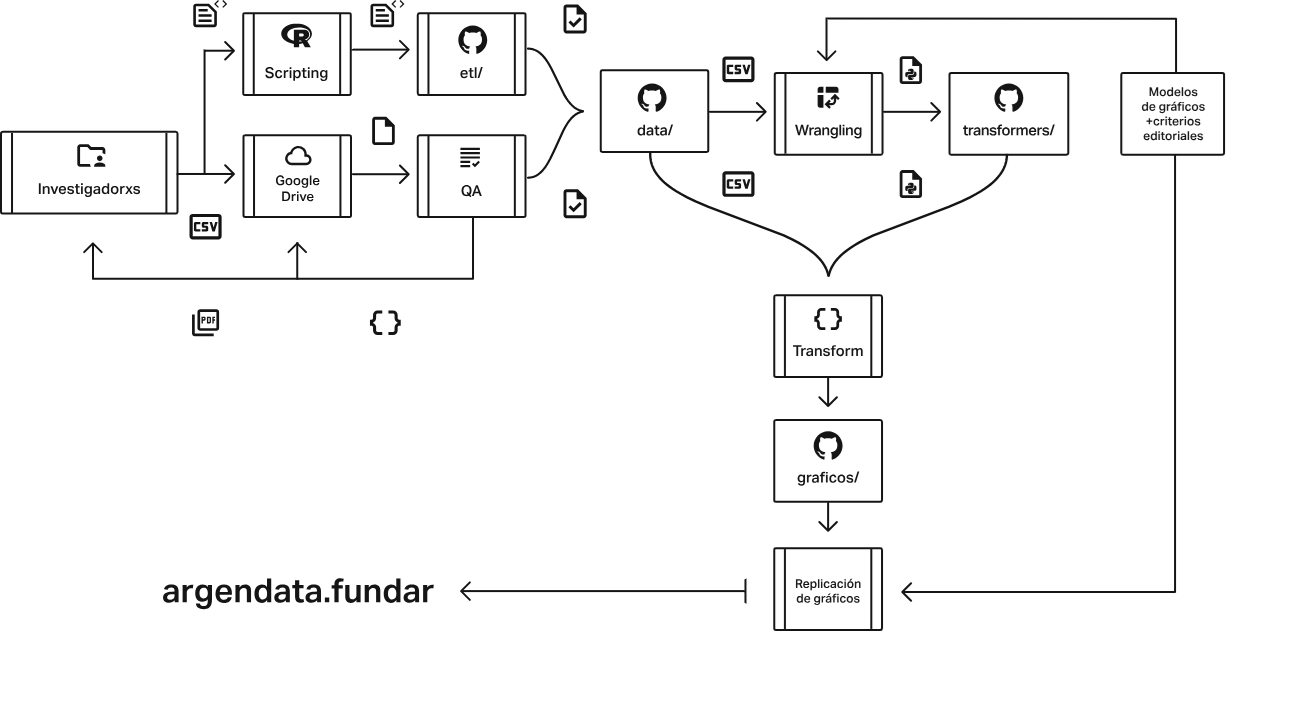 Scripting
etl/
Investigadorxs
Google
Drive
QA
CSV
PDF
data/
CSV
Wrangling
transformers/
Modelos
de gráficos
+criterios
editoriales
CSV
Transform
graficos/
Replicación
de gráficos
argendata.fundar